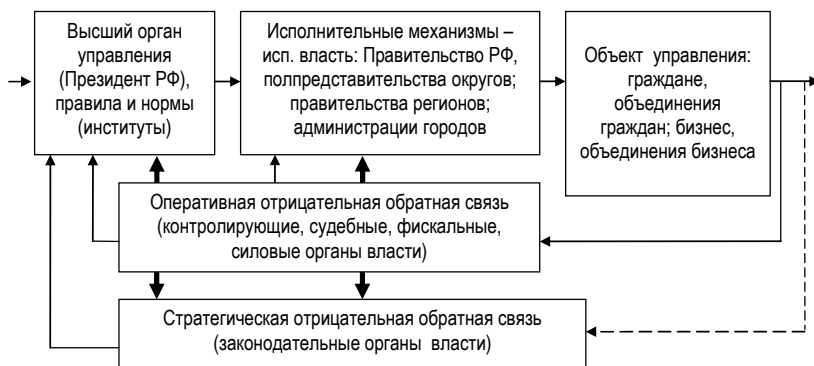 Высший орган
управления
(Президент РФ),
правила и нормы
(институты)
Исполнительные механизмы –
исп. власть: Правительство РФ,
полпредставительства округов;
правительства регионов;
администрации городов
Объект управления:
граждане,
объединения
граждан; бизнес,
объединения бизнеса
Оперативная отрицательная обратная связь
(контролирующие, судебные, фискальные,
силовые органы власти)
Стратегическая отрицательная обратная связь
(законодательные органы власти)